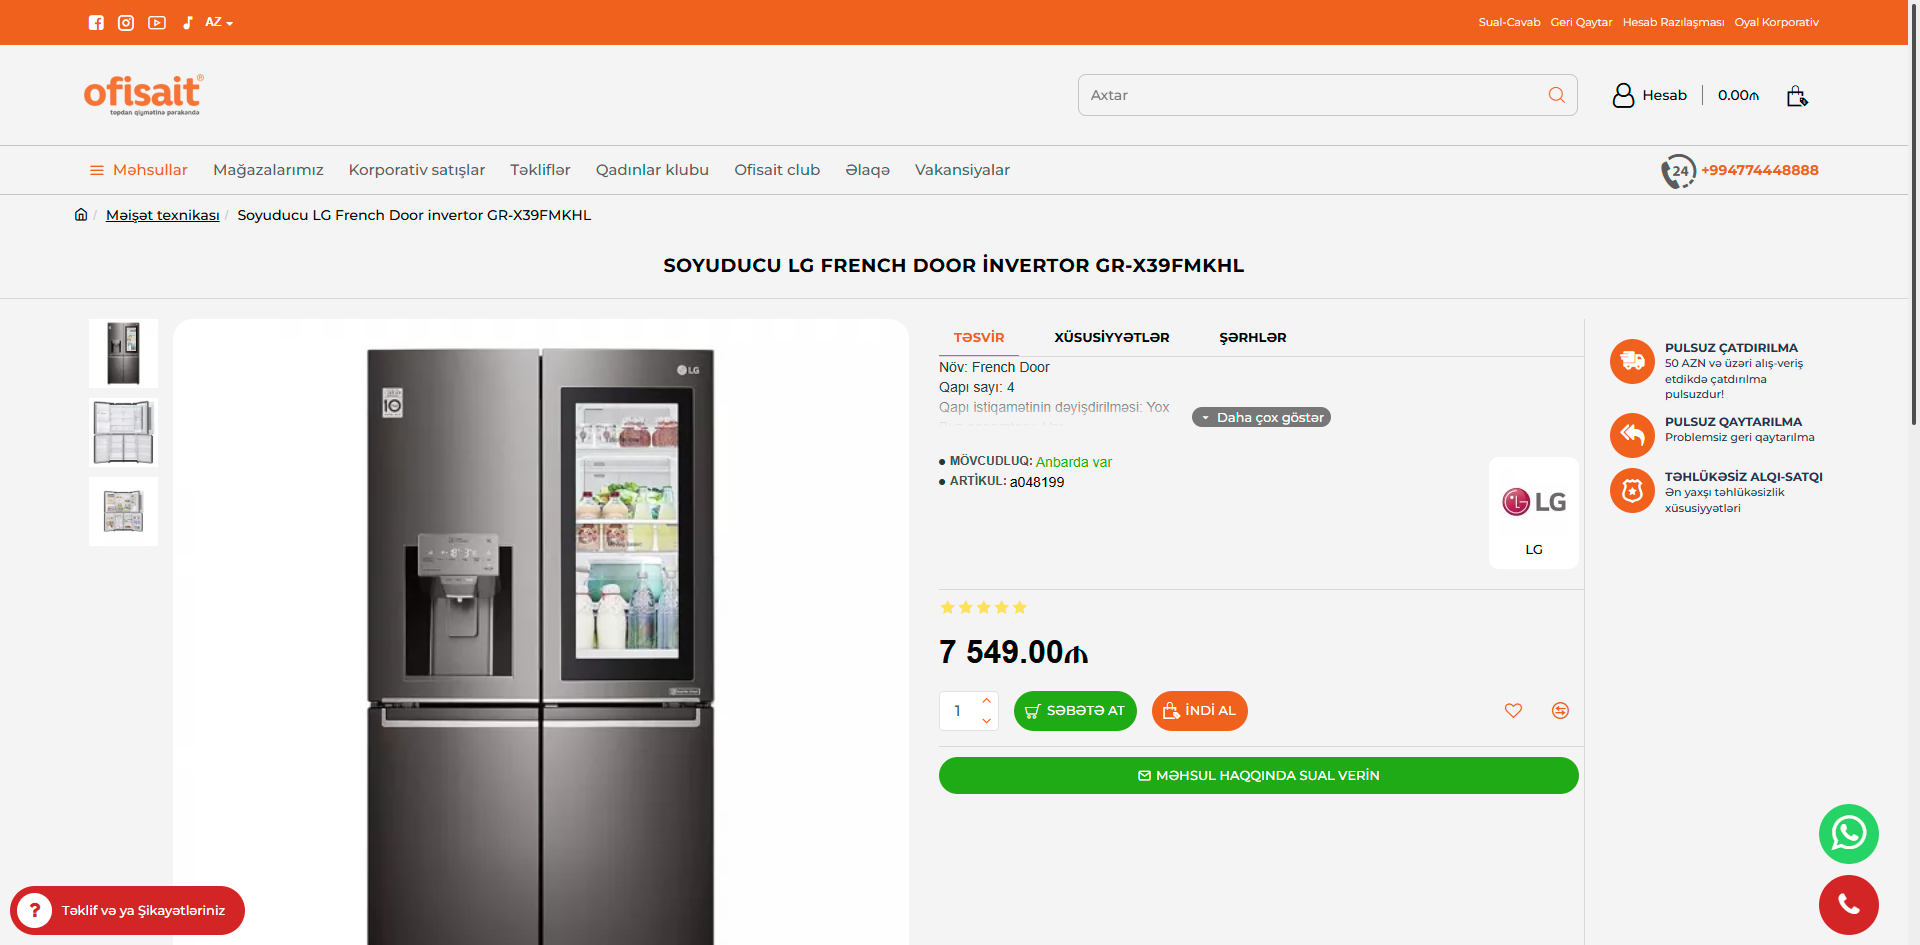 AZ
Sual-Cavab Geri Qaytar Hesab Razılaşması Oyal Korporativ
ofisait®
topdan qiymətinə pərakəndə
Axtar
Hesab
0.00₼
Məhsullar Mağazalarımız Korporativ satışlar Təkliflər Qadınlar klubu Ofisait club Əlaqə Vakansiyalar
24 +994774448888
/ Məişət texnikası / Soyuducu LG French Door invertor GR-X39FMKHL
SOYUDUCU LG FRENCH DOOR İNVERTOR GR-X39FMKHL
LG
10
TƏSVİR XÜSUSİYYƏTLƏR ŞƏRHLƏR
Növ: French Door
Qapı sayı: 4
Qapı istiqamətinin dəyişdirilməsi: Yox
Daha çox göstər
MÖVCUDLUQ: Anbarda var
ARTİKUL: a048199
LG
LG
7 549.00₼
1
SƏBƏTƏ AT
İNDİ AL
MƏHSUL HAQQINDA SUAL VERİN
PULSUZ ÇATDIRILMA
50 AZN və üzəri alış-veriş
etdikdə çatdırılma
pulsuzdur!
PULSUZ QAYTARILMA
Problemsiz geri qaytarılma
TƏHLÜKƏSİZ ALQI-SATQI
Ən yaxşı təhlükəsizlik
xüsusiyyətləri
? Təklif və ya Şikayətləriniz